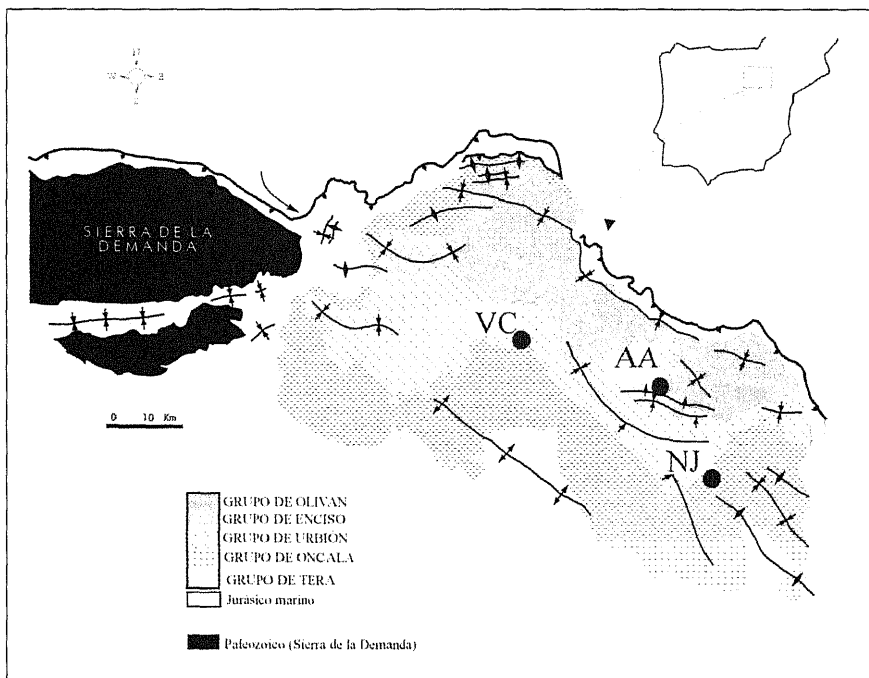 N
W E
S
SIERRA DE LA
DEMANDA
VC
AA
NJ
0 10 Km
GRUPO DE OLIVAN
GRUPO DE ENCISO
GRUPO DE URBIÓN
GRUPO DE ONCALA
GRUPO DE TERA
Jurásico marino
Paleozoico (Sierra de la Demanda)